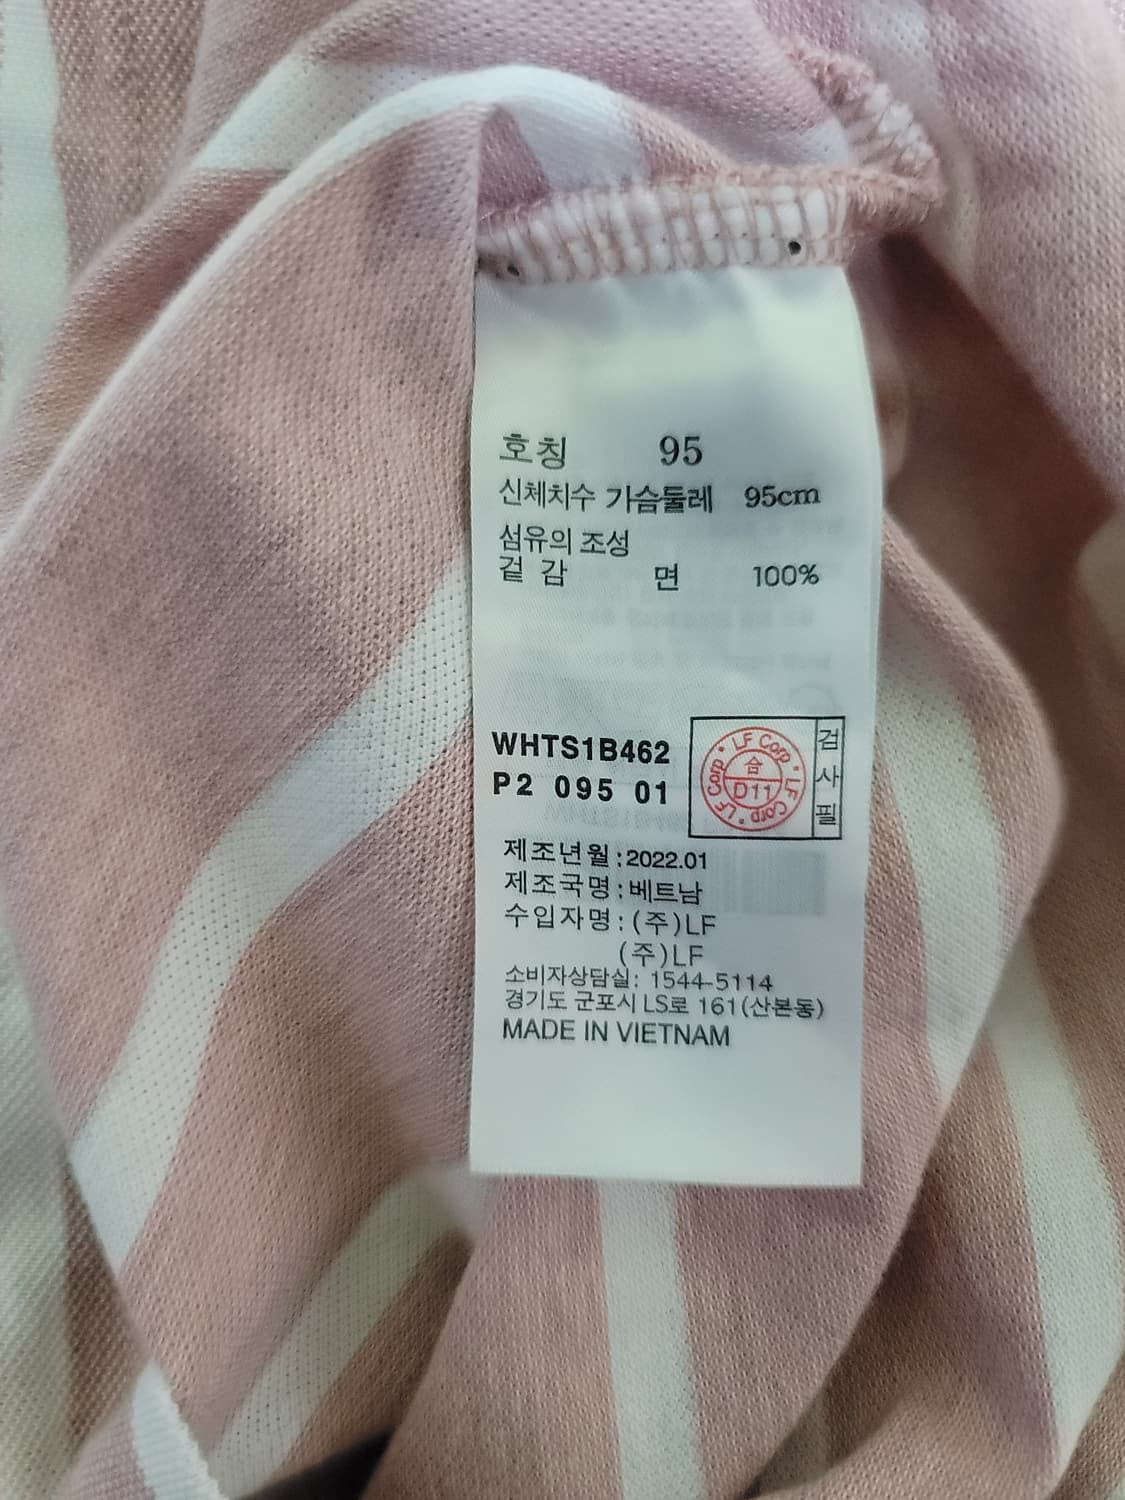 호칭 95
신체치수 가슴둘레 95cm
섬유의 조성
겉 감 면 100%
WHTS1B462
P2 095 01
LF Corp · LF Corp · LF Corp ·
合
D11
검사필
제조년월 : 2022.01
제조국명 : 베트남
수입자명 : (주)LF
(주)LF
소비자상담실: 1544-5114
경기도 군포시 LS로 161(산본동)
MADE IN VIETNAM